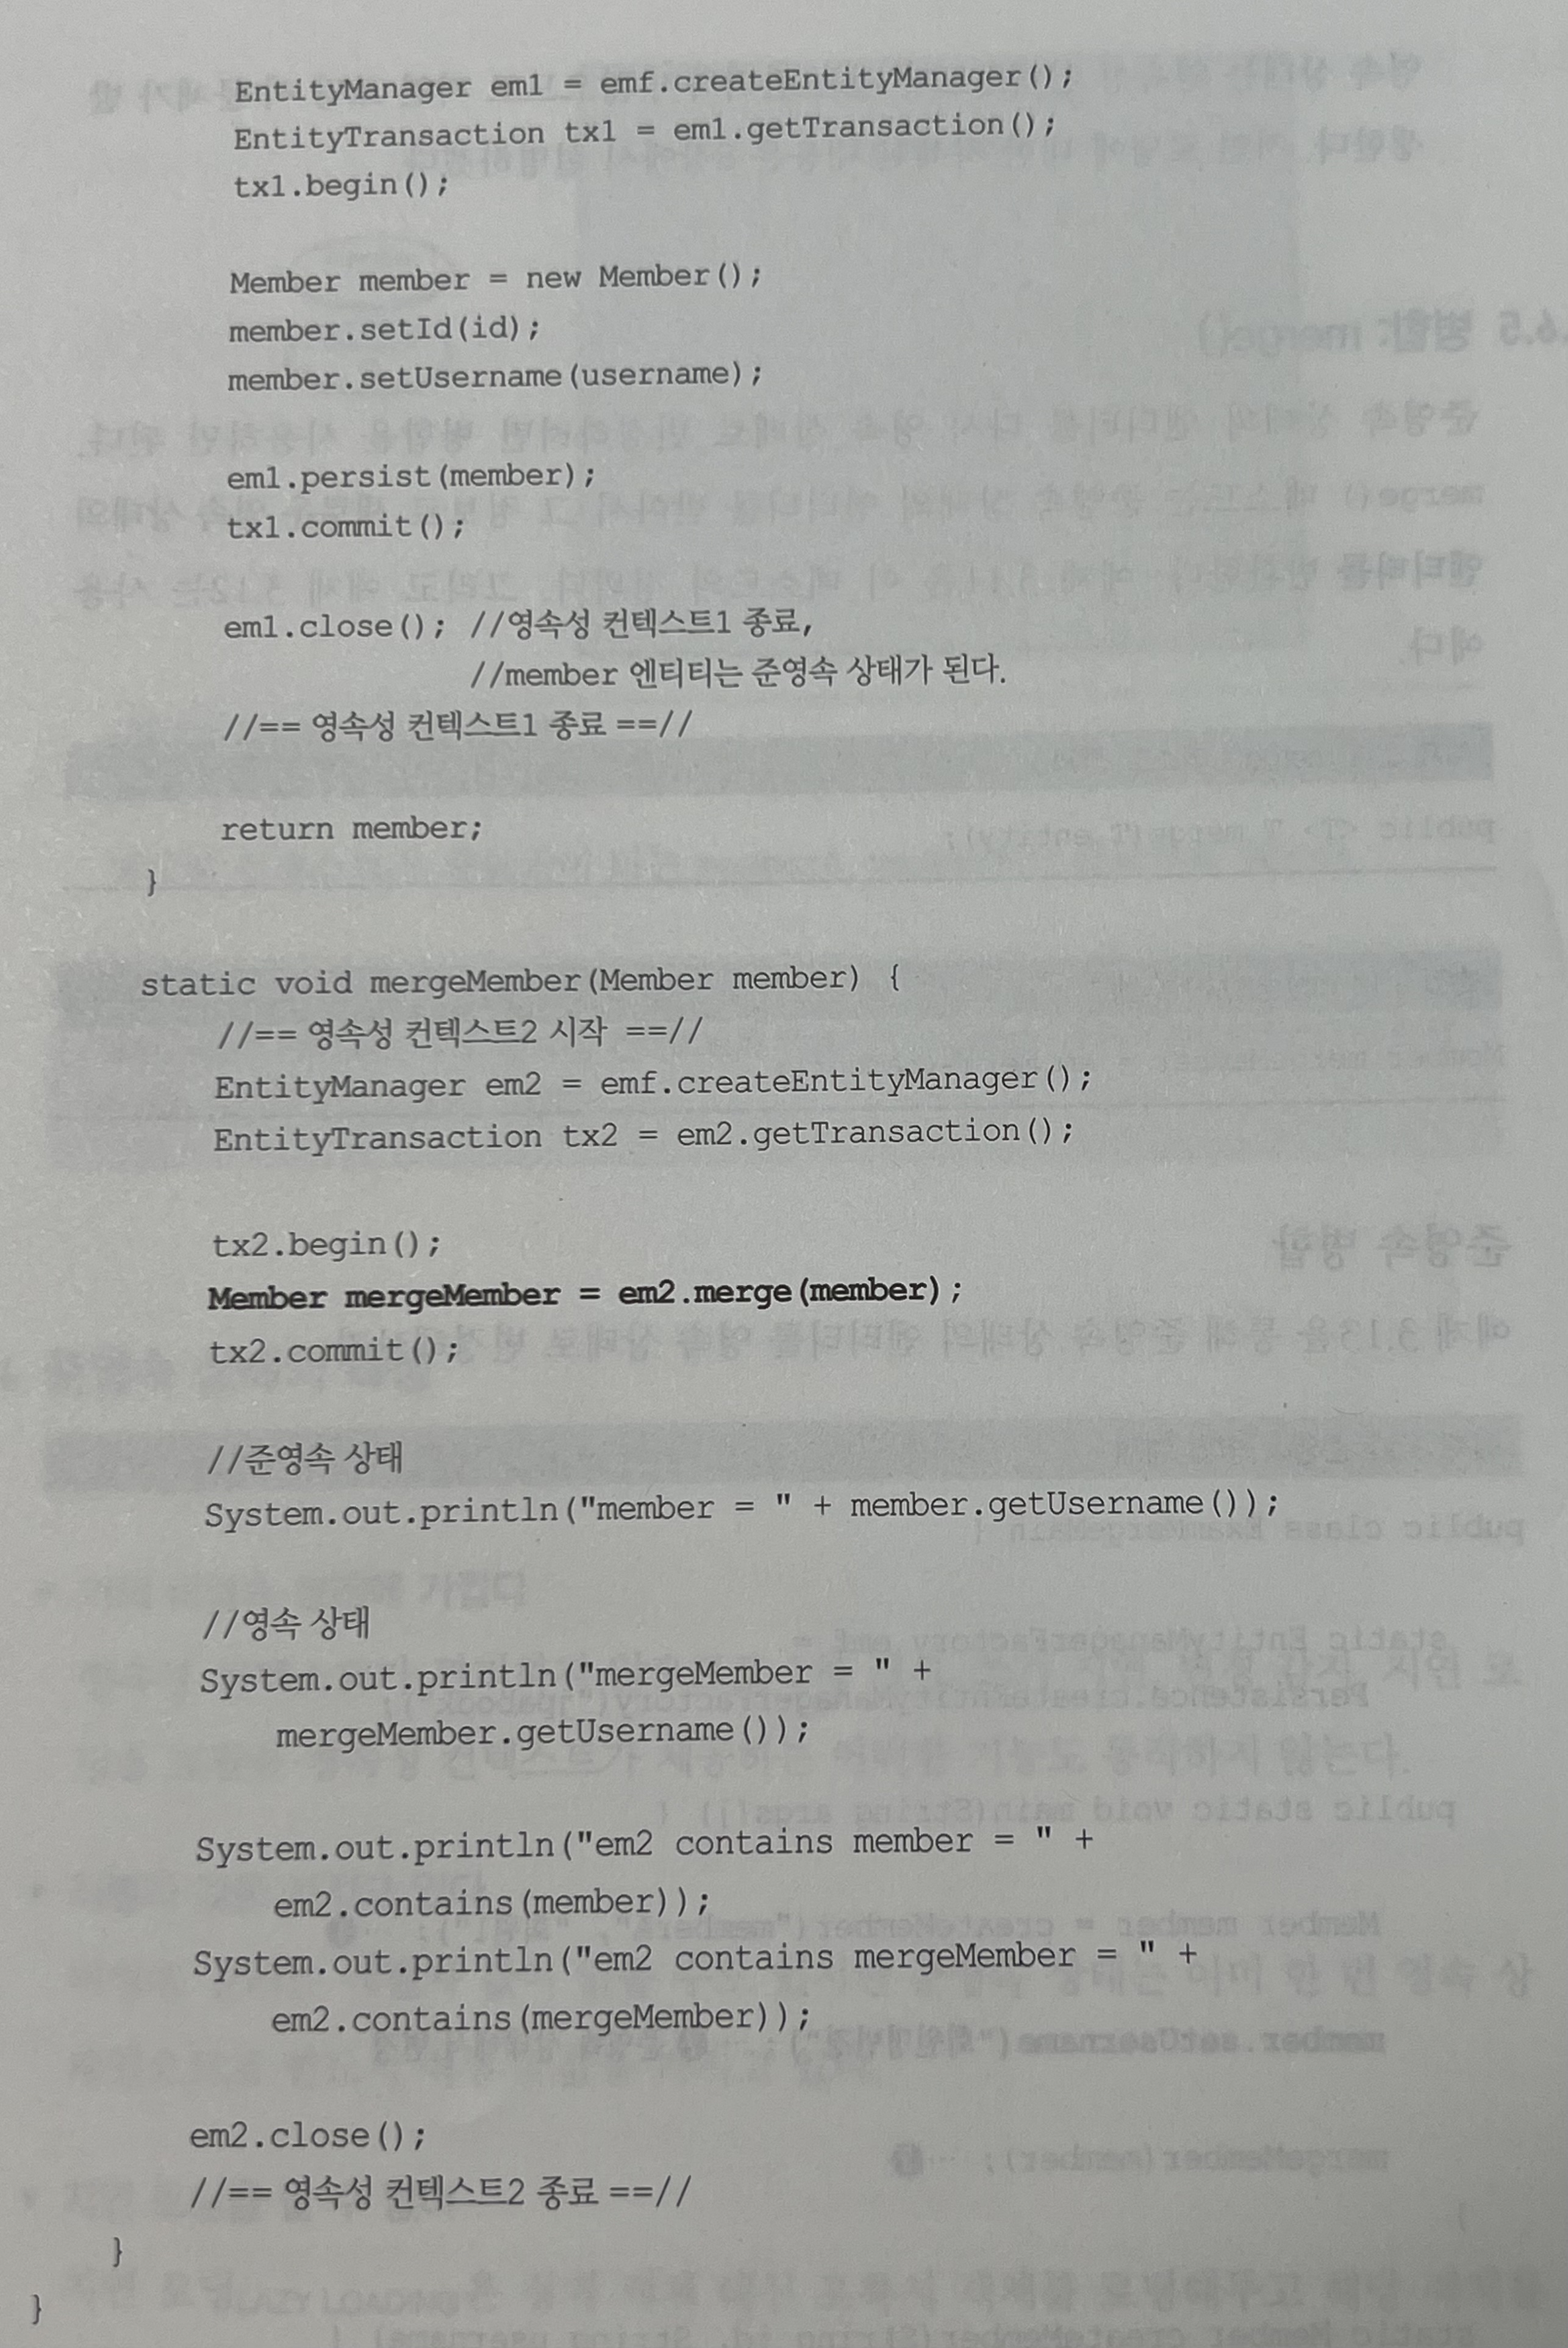 EntityManager em1 = emf.createEntityManager();
EntityTransaction tx1 = em1.getTransaction();
tx1.begin();
Member member = new Member();
member.setId(id);
member.setUsername(username);
em1.persist(member);
tx1.commit();
em1.close(); //영속성 컨텍스트1 종료,
//member 엔티티는 준영속 상태가 된다.
//== 영속성 컨텍스트1 종료 ==//
return member;
}
static void mergeMember(Member member) {
//== 영속성 컨텍스트2 시작 ==//
EntityManager em2 = emf.createEntityManager();
EntityTransaction tx2 = em2.getTransaction();
tx2.begin();
Member mergeMember = em2.merge(member);
tx2.commit();
//준영속 상태
System.out.println("member = " + member.getUsername());
//영속 상태
System.out.println("mergeMember = " +
mergeMember.getUsername());
System.out.println("em2 contains member = " +
em2.contains(member));
System.out.println("em2 contains mergeMember = " +
em2.contains(mergeMember));
em2.close();
//== 영속성 컨텍스트2 종료 ==//
}
}